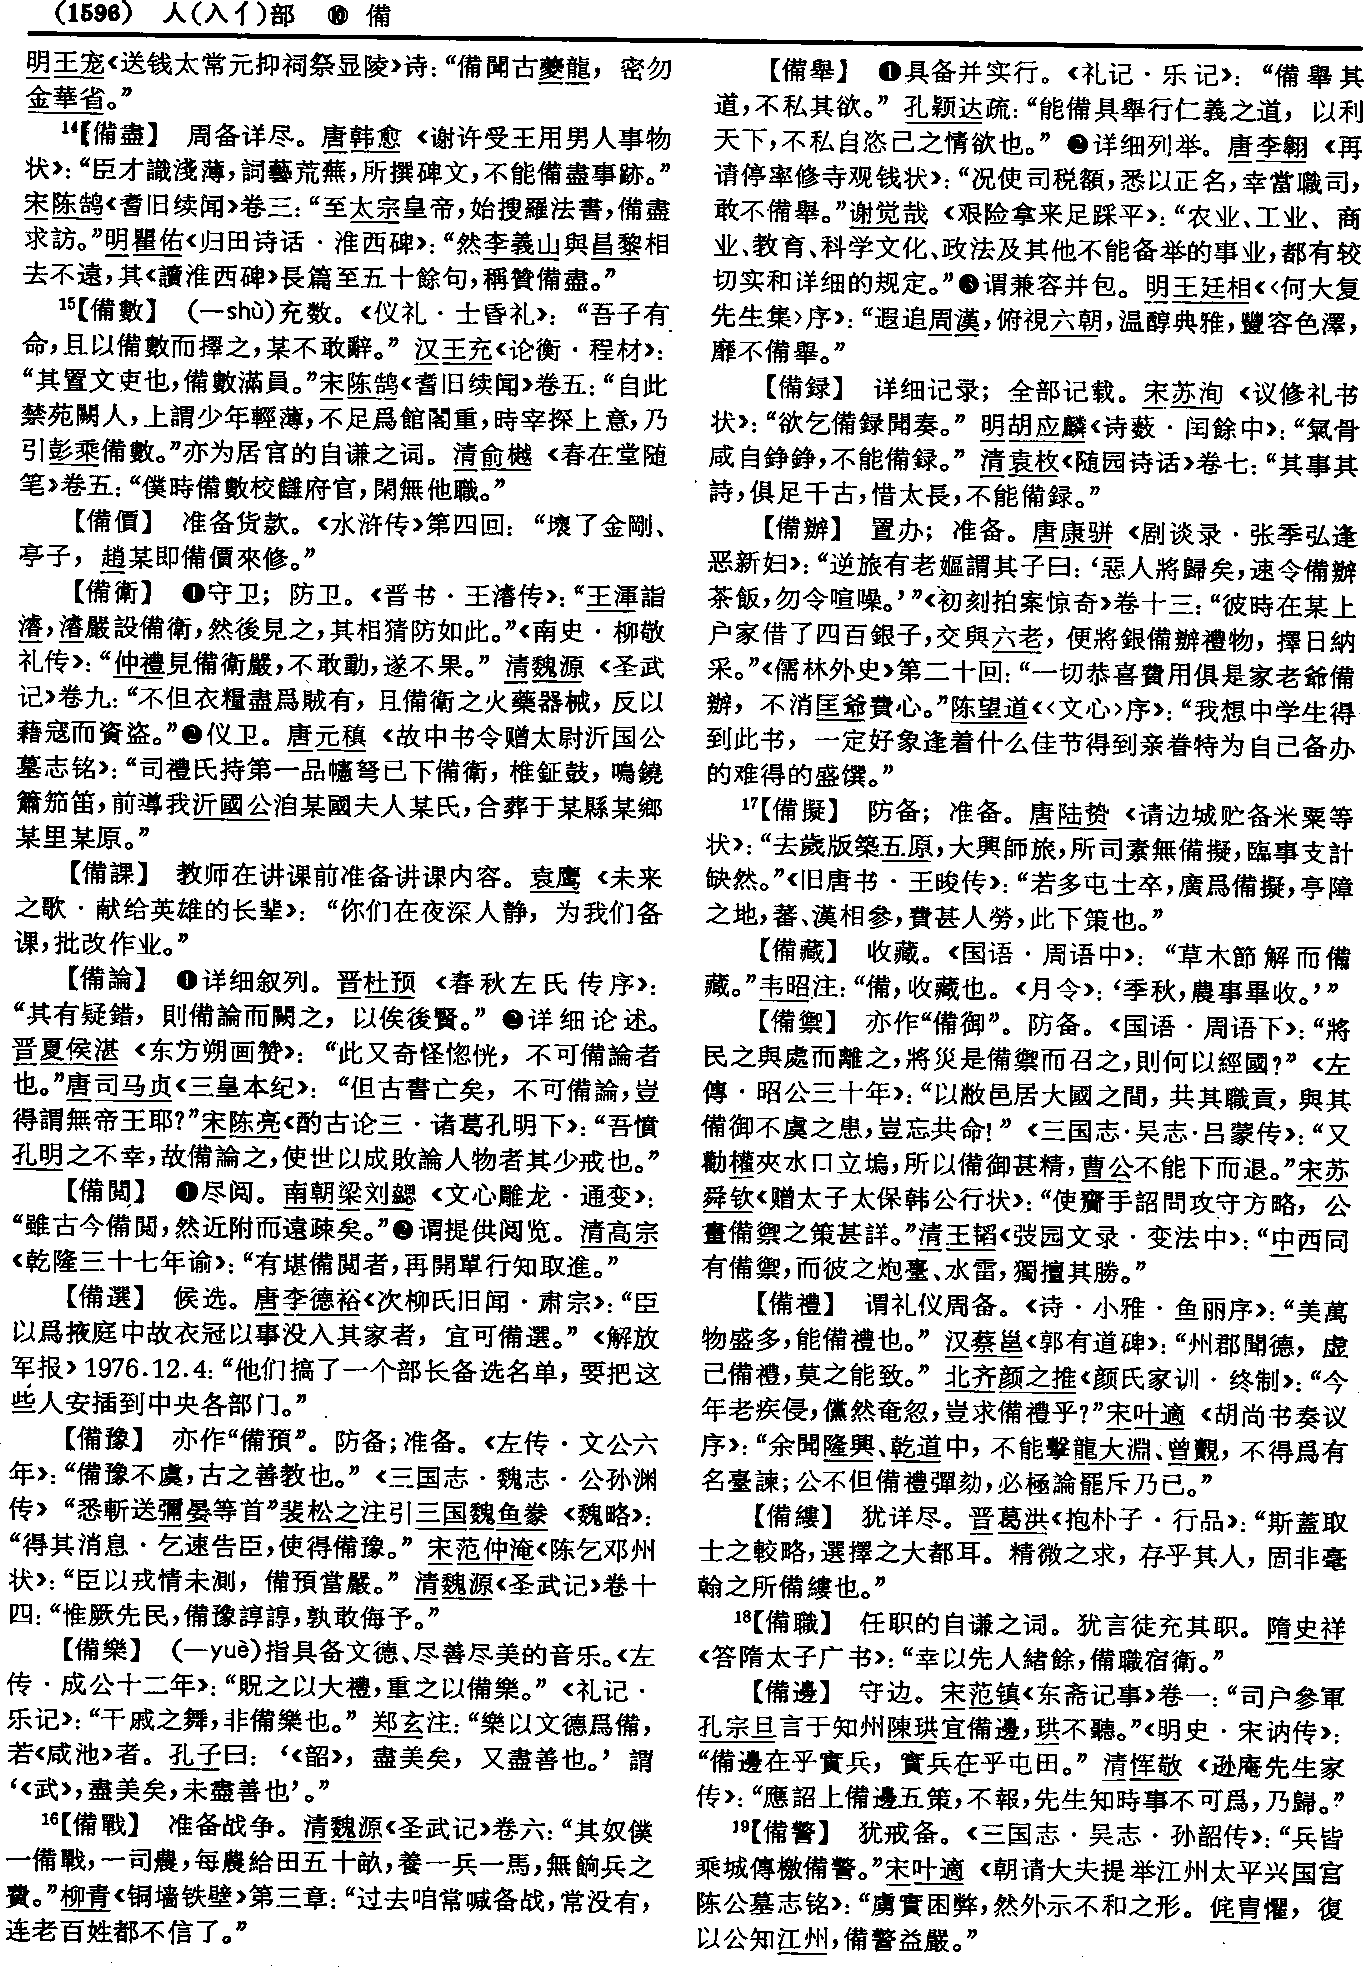 (1596) 人(入亻)部 ⑩ 備
明王宠《送钱太常元抑祠祭显陵》诗：“備聞古夔龍，密勿
金華省。”
¹⁴【備盡】 周备详尽。唐韩愈《谢许受王用男人事物
状》：“臣才識淺薄，詞藝荒蕪，所撰碑文，不能備盡事跡。”
宋陈鹄《耆旧续闻》卷三：“至太宗皇帝，始搜羅法書，備盡
求訪。”明瞿佑《归田诗话·淮西碑》：“然李義山與昌黎相
去不遠，其《讀淮西碑》長篇至五十餘句，稱贊備盡。”
¹⁵【備數】 (—shù)充数。《仪礼·士昏礼》：“吾子有
命，且以備數而擇之，某不敢辭。”汉王充《论衡·程材》：
“其置文吏也，備數滿員。”宋陈鹄《耆旧续闻》卷五：“自此
禁苑闕人，上謂少年輕薄，不足爲館閣重，時宰探上意，乃
引彭乘備數。”亦为居官的自谦之词。清俞樾《春在堂随
笔》卷五：“僕時備數校讎府官，閑無他職。”
【備價】 准备货款。《水浒传》第四回：“壞了金剛、
亭子，趙某即備價來修。”
【備衛】 ❶守卫；防卫。《晋书·王濬传》：“王渾詣
濬，濬嚴設備衛，然後見之，其相猜防如此。”《南史·柳敬
礼传》：“仲禮見備衛嚴，不敢動，遂不果。”清魏源《圣武
记》卷九：“不但衣糧盡爲賊有，且備衛之火藥器械，反以
藉寇而資盜。”❷仪卫。唐元稹《故中书令赠太尉沂国公
墓志铭》：“司禮氏持第一品幰弩已下備衛，椎鉦鼓，鳴鐃
簫笳笛，前導我沂國公洎某國夫人某氏，合葬于某縣某鄉
某里某原。”
【備課】 教师在讲课前准备讲课内容。袁鹰《未来
之歌·献给英雄的长辈》：“你们在夜深人静，为我们备
课，批改作业。”
【備論】 ❶详细叙列。晋杜预《春秋左氏传序》：
“其有疑錯，則備論而闕之，以俟後賢。”❷详细论述。
晋夏侯湛《东方朔画赞》：“此又奇怪惚恍，不可備論者
也。”唐司马贞《三皇本纪》：“但古書亡矣，不可備論，豈
得謂無帝王耶？”宋陈亮《酌古论三·诸葛孔明下》：“吾憤
孔明之不幸，故備論之，使世以成敗論人物者其少戒也。”
【備閲】 ❶尽阅。南朝梁刘勰《文心雕龙·通变》：
“雖古今備閲，然近附而遠疎矣。”❷谓提供阅览。清高宗
《乾隆三十七年谕》：“有堪備閲者，再開單行知取進。”
【備選】 候选。唐李德裕《次柳氏旧闻·肃宗》：“臣
以爲掖庭中故衣冠以事没入其家者，宜可備選。”《解放
军报》1976.12.4：“他们搞了一个部长备选名单，要把这
些人安插到中央各部门。”
【備豫】 亦作“備預”。防备；准备。《左传·文公六
年》：“備豫不虞，古之善教也。”《三国志·魏志·公孙渊
传》“悉斬送彌晏等首”裴松之注引三国魏鱼豢《魏略》：
“得其消息·乞速告臣，使得備豫。”宋范仲淹《陈乞邓州
状》：“臣以戎情未測，備預當嚴。”清魏源《圣武记》卷十
四：“惟厥先民，備豫諄諄，孰敢侮予。”
【備樂】 (—yuè)指具备文德、尽善尽美的音乐。《左
传·成公十二年》：“貺之以大禮，重之以備樂。”《礼记·
乐记》：“干戚之舞，非備樂也。”郑玄注：“樂以文德爲備，
若《咸池》者。孔子曰：‘《韶》，盡美矣，又盡善也。’謂
‘《武》，盡美矣，未盡善也’。”
¹⁶【備戰】 准备战争。清魏源《圣武记》卷六：“其奴僕
一備戰，一司農，每農給田五十畝，養一兵一馬，無餉兵之
費。”柳青《铜墙铁壁》第三章：“过去咱常喊备战，常没有，
连老百姓都不信了。”
【備舉】 ❶具备并实行。《礼记·乐记》：“備舉其
道，不私其欲。”孔颖达疏：“能備具舉行仁義之道，以利
天下，不私自恣己之情欲也。”❷详细列举。唐李翱《再
请停率修寺观钱状》：“况使司税額，悉以正名，幸當職司，
敢不備舉。”谢觉哉《艰险拿来足踩平》：“农业、工业、商
业、教育、科学文化、政法及其他不能备举的事业，都有较
切实和详细的规定。”❸谓兼容并包。明王廷相《〈何大复
先生集〉序》：“遐追周漢，俯視六朝，温醇典雅，豐容色澤，
靡不備舉。”
【備録】 详细记录；全部记载。宋苏洵《议修礼书
状》：“欲乞備録聞奏。”明胡应麟《诗薮·闰餘中》：“氣骨
咸自錚錚，不能備録。”清袁枚《随园诗话》卷七：“其事其
詩，俱足千古，惜太長，不能備録。”
【備辦】 置办；准备。唐康骈《剧谈录·张季弘逢
恶新妇》：“逆旅有老嫗謂其子曰：‘惡人將歸矣，速令備辦
茶飯，勿令喧噪。’”《初刻拍案惊奇》卷十三：“彼時在某上
户家借了四百銀子，交與六老，便將銀備辦禮物，擇日納
采。”《儒林外史》第二十回：“一切恭喜費用俱是家老爺備
辦，不消匡爺費心。”陈望道《〈文心〉序》：“我想中学生得
到此书，一定好象逢着什么佳节得到亲眷特为自己备办
的难得的盛馔。”
¹⁷【備擬】 防备；准备。唐陆贽《请边城贮备米粟等
状》：“去歲版築五原，大興師旅，所司素無備擬，臨事支計
缺然。”《旧唐书·王晙传》：“若多屯士卒，廣爲備擬，亭障
之地，蕃、漢相參，費甚人勞，此下策也。”
【備藏】 收藏。《国语·周语中》：“草木節解而備
藏。”韦昭注：“備，收藏也。《月令》：‘季秋，農事畢收。’”
【備禦】 亦作“備御”。防备。《国语·周语下》：“將
民之與處而離之，將災是備禦而召之，則何以經國？”《左
傳·昭公三十年》：“以敝邑居大國之間，共其職貢，與其
備御不虞之患，豈忘共命！”《三国志·吴志·吕蒙传》：“又
勸權夾水口立塢，所以備御甚精，曹公不能下而退。”宋苏
舜钦《赠太子太保韩公行状》：“使齎手詔問攻守方略，公
畫備禦之策甚詳。”清王韬《弢园文录·变法中》：“中西同
有備禦，而彼之炮臺、水雷，獨擅其勝。”
【備禮】 谓礼仪周备。《诗·小雅·鱼丽序》：“美萬
物盛多，能備禮也。”汉蔡邕《郭有道碑》：“州郡聞德，虚
己備禮，莫之能致。”北齐颜之推《颜氏家训·终制》：“今
年老疾侵，儻然奄忽，豈求備禮乎？”宋叶適《胡尚书奏议
序》：“余聞隆興、乾道中，不能擊龍大淵、曾覿，不得爲有
名臺諫；公不但備禮彈劾，必極論罷斥乃已。”
【備縷】 犹详尽。晋葛洪《抱朴子·行品》：“斯蓋取
士之較略，選擇之大都耳。精微之求，存乎其人，固非毫
翰之所備縷也。”
¹⁸【備職】 任职的自谦之词。犹言徒充其职。隋史祥
《答隋太子广书》：“幸以先人緒餘，備職宿衛。”
【備邊】 守边。宋范镇《东斋记事》卷一：“司户參軍
孔宗旦言于知州陳珙宜備邊，珙不聽。”《明史·宋讷传》：
“備邊在乎實兵，實兵在乎屯田。”清恽敬《逊庵先生家
传》：“應詔上備邊五策，不報，先生知時事不可爲，乃歸。”
¹⁹【備警】 犹戒备。《三国志·吴志·孙韶传》：“兵皆
乘城傳檄備警。”宋叶適《朝请大夫提举江州太平兴国宫
陈公墓志铭》：“虜實困弊，然外示不和之形。侂胄懼，復
以公知江州，備警益嚴。”